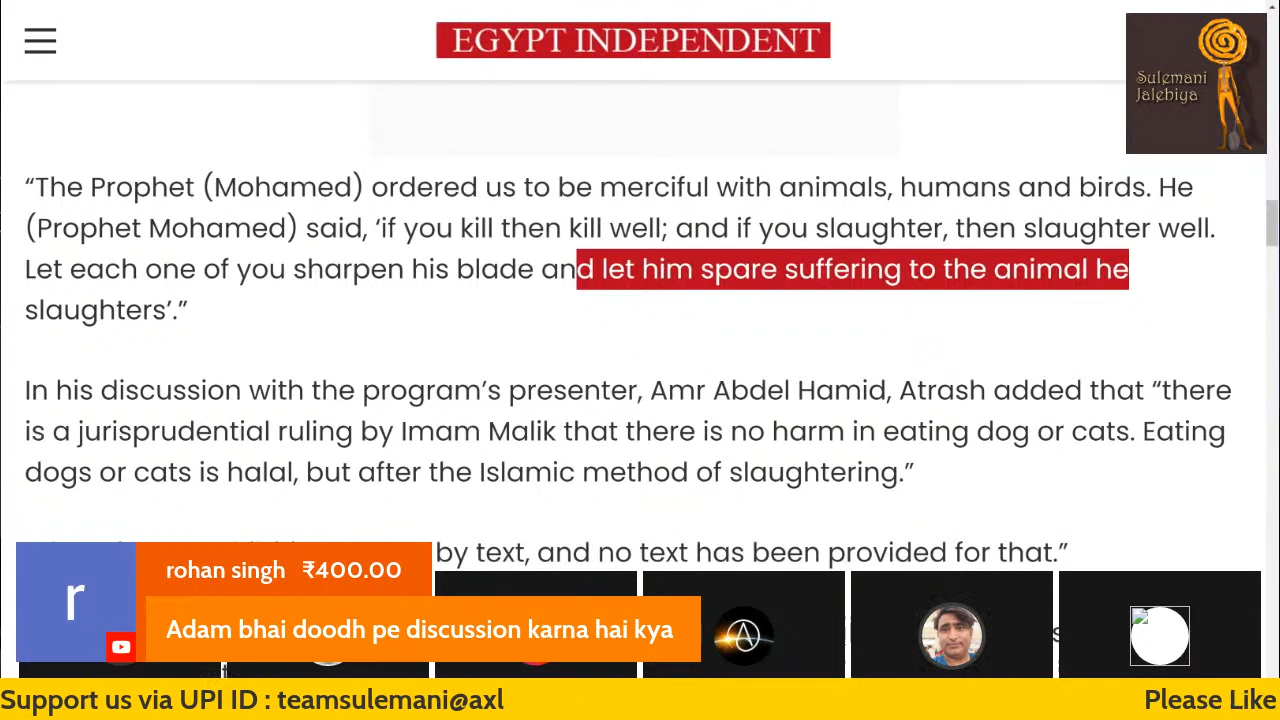 EGYPT INDEPENDENT
Sulemani
Jalebiya
“The Prophet (Mohamed) ordered us to be merciful with animals, humans and birds. He
(Prophet Mohamed) said, ‘if you kill then kill well; and if you slaughter, then slaughter well.
Let each one of you sharpen his blade and let him spare suffering to the animal he
slaughters’.”
In his discussion with the program’s presenter, Amr Abdel Hamid, Atrash added that “there
is a jurisprudential ruling by Imam Malik that there is no harm in eating dog or cats. Eating
dogs or cats is halal, but after the Islamic method of slaughtering.”
by text, and no text has been provided for that.”
r
rohan singh ₹400.00
Adam bhai doodh pe discussion karna hai kya
Support us via UPI ID : teamsulemani@axl
Please Like